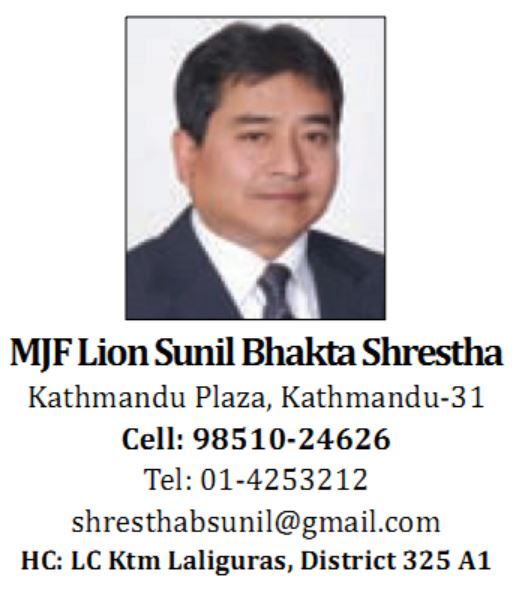 MJF Lion Sunil Bhakta Shrestha
Kathmandu Plaza, Kathmandu-31
Cell: 98510-24626
Tel: 01-4253212
shresthabsunil@gmail.com
HC: LC Ktm Laliguras, District 325 A1